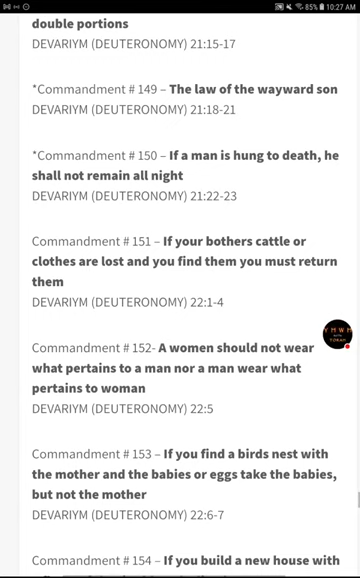 85% 10:27 AM
double portions
DEVARIYM (DEUTERONOMY) 21:15-17
*Commandment # 149 – The law of the wayward son
DEVARIYM (DEUTERONOMY) 21:18-21
*Commandment # 150 – If a man is hung to death, he
shall not remain all night
DEVARIYM (DEUTERONOMY) 21:22-23
Commandment # 151 – If your bothers cattle or
clothes are lost and you find them you must return
them
DEVARIYM (DEUTERONOMY) 22:1-4
Commandment # 152- A women should not wear
what pertains to a man nor a man wear what
pertains to woman
DEVARIYM (DEUTERONOMY) 22:5
Commandment # 153 – If you find a birds nest with
the mother and the babies or eggs take the babies,
but not the mother
DEVARIYM (DEUTERONOMY) 22:6-7
Commandment # 154 – If you build a new house with